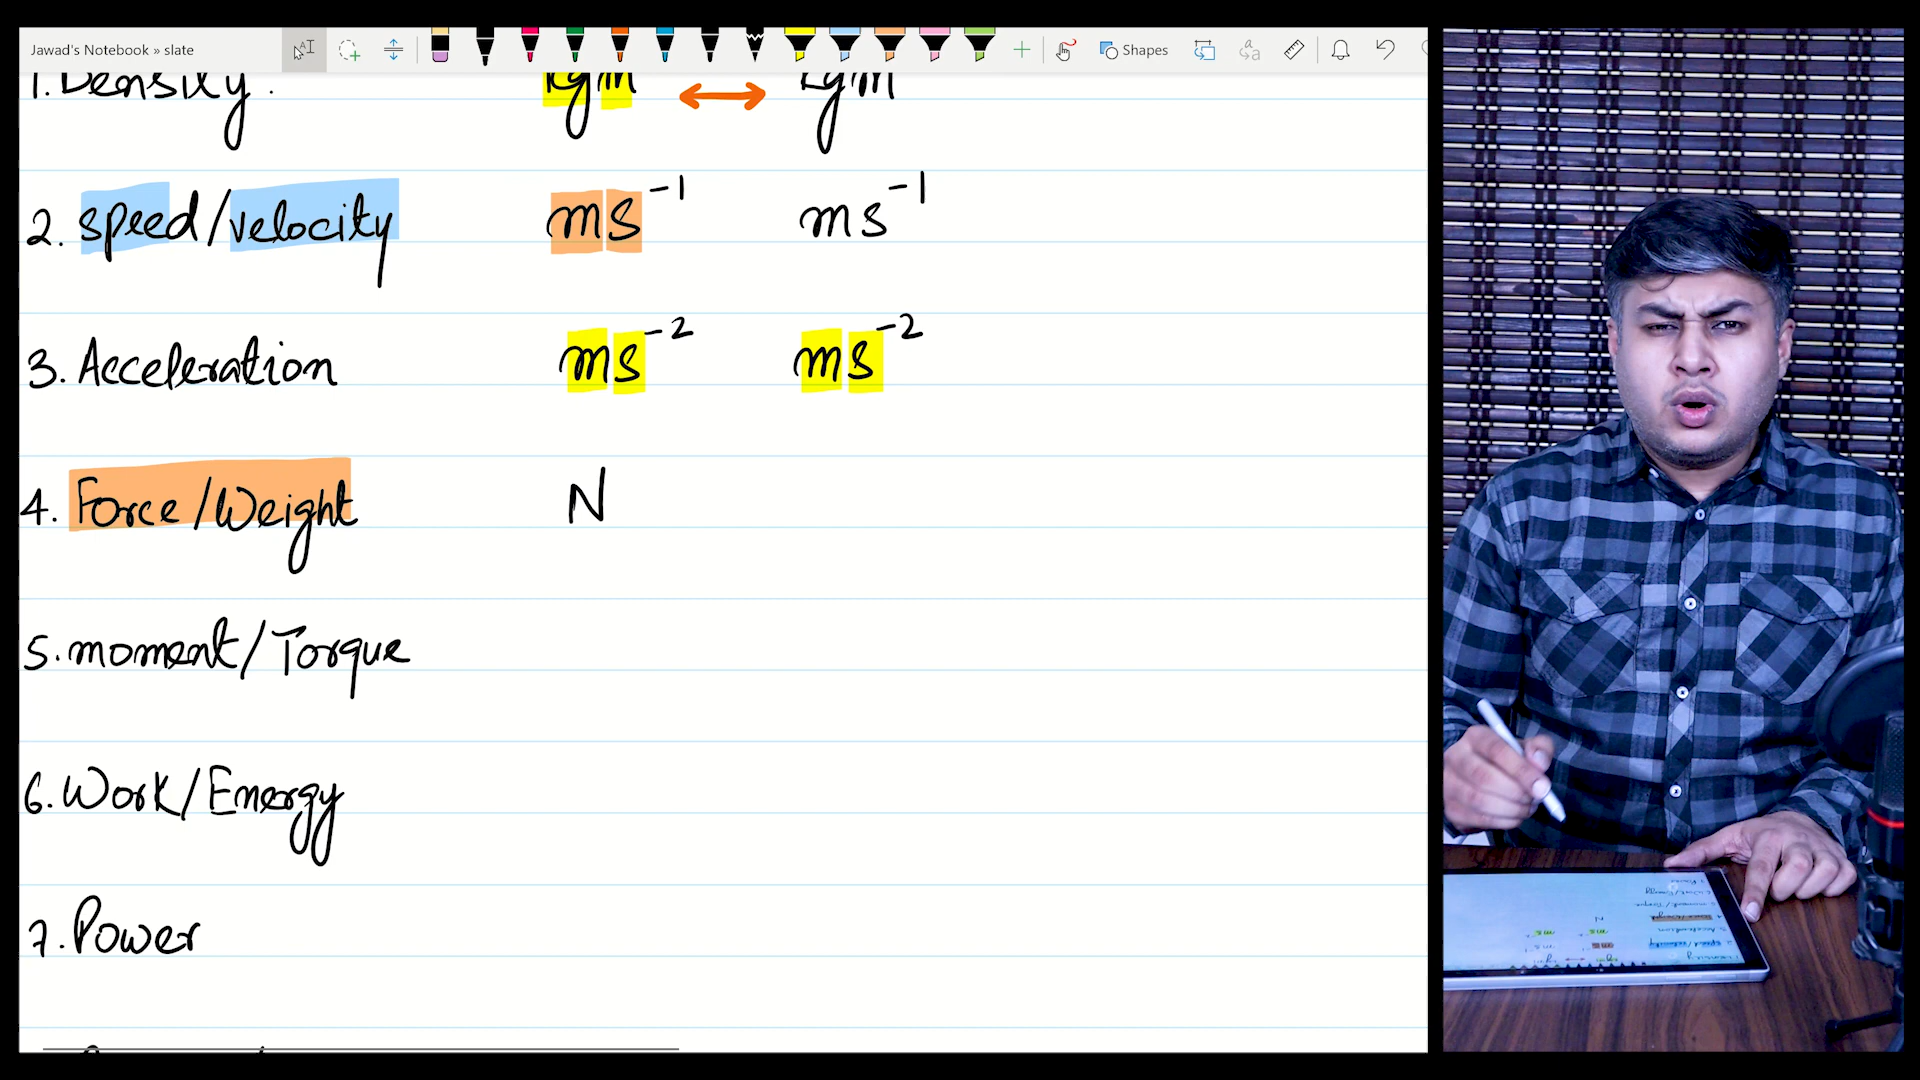 Jawad's Notebook » slate
Shapes
1. Density. kgm ↔ kgm
2. speed/velocity ms⁻¹ ms⁻¹
3. Acceleration ms⁻² ms⁻²
4. Force/Weight N
5. moment/Torque
6. Work/Energy
7. Power